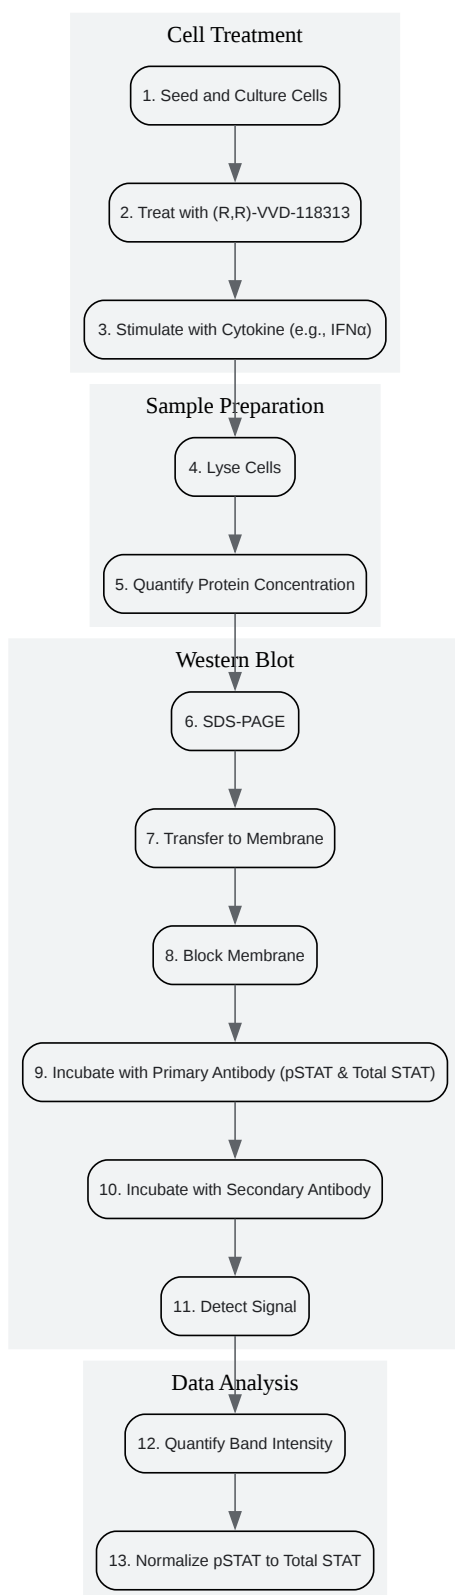 Cell Treatment
1. Seed and Culture Cells
2. Treat with (R,R)-VVD-118313
3. Stimulate with Cytokine (e.g., IFNα)
Sample Preparation
4. Lyse Cells
5. Quantify Protein Concentration
Western Blot
6. SDS-PAGE
7. Transfer to Membrane
8. Block Membrane
9. Incubate with Primary Antibody (pSTAT & Total STAT)
10. Incubate with Secondary Antibody
11. Detect Signal
Data Analysis
12. Quantify Band Intensity
13. Normalize pSTAT to Total STAT